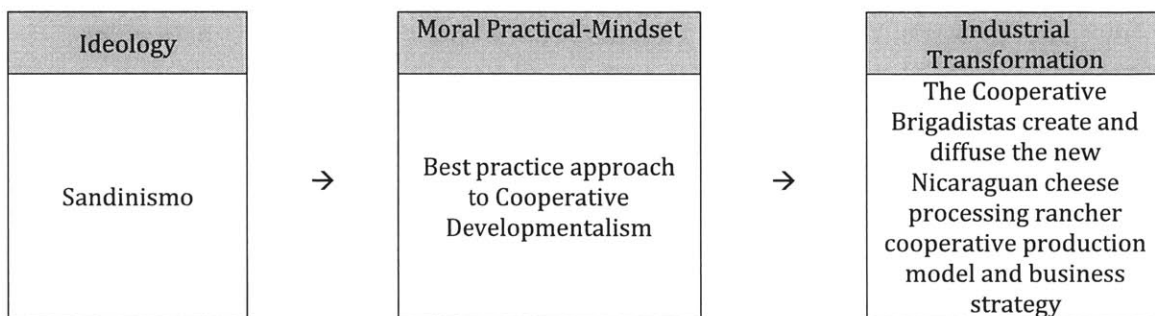 Ideology
Sandinismo
→
Moral Practical-Mindset
Best practice approach
to Cooperative
Developmentalism
→
Industrial
Transformation
The Cooperative
Brigadistas create and
diffuse the new
Nicaraguan cheese
processing rancher
cooperative production
model and business
strategy